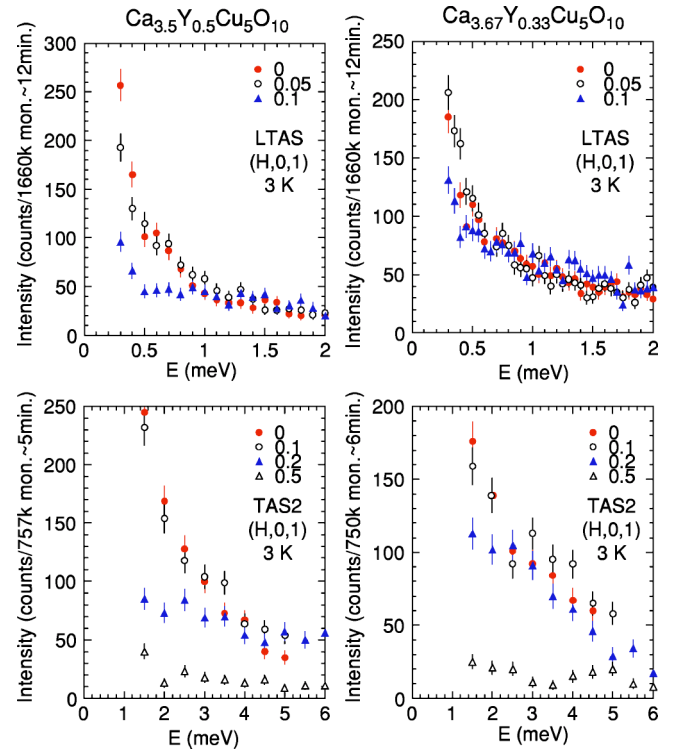 Ca3.5Y0.5Cu5O10
Intensity (counts/1660k mon.~12min.)
300
250
200
150
100
50
0
0
0.05
0.1
LTAS
(H,0,1)
3 K
0
0.5
1
1.5
2
E (meV)
Ca3.67Y0.33Cu5O10
Intensity (counts/1660k mon.~12min.)
250
200
150
100
50
0
0
0.05
0.1
LTAS
(H,0,1)
3 K
0
0.5
1
1.5
2
E (meV)
Intensity (counts/757k mon.~5min.)
250
200
150
100
50
0
0
0.1
0.2
0.5
TAS2
(H,0,1)
3 K
0
1
2
3
4
5
6
E (meV)
Intensity (counts/750k mon.~6min.)
200
150
100
50
0
0
0.1
0.2
0.5
TAS2
(H,0,1)
3 K
0
1
2
3
4
5
6
E (meV)